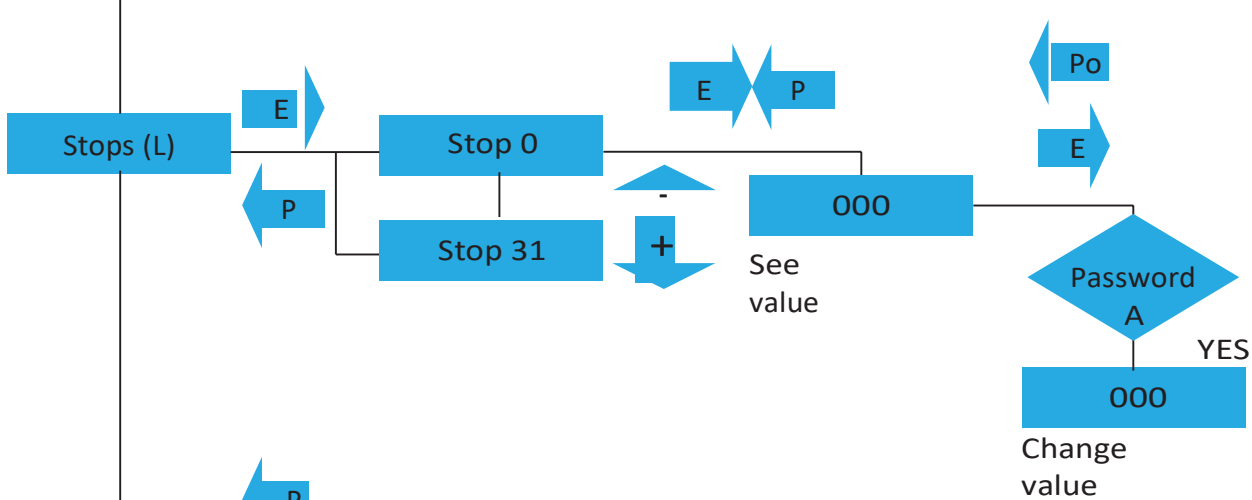 Po
E
P
E
E
Stops (L)
Stop 0
P
-
000
Stop 31
+
See
value
Password
A
YES
000
Change
value
P